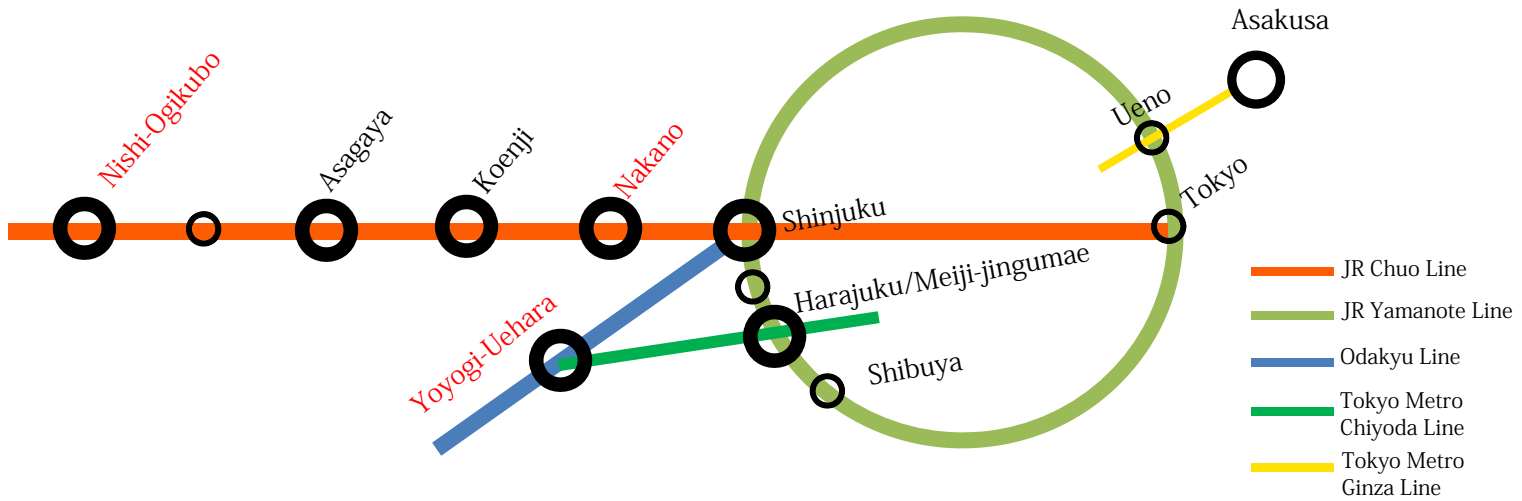 Asakusa
Ueno
Nishi-Ogikubo
Asagaya
Koenji
Nakano
Tokyo
Shinjuku
Harajuku/Meiji-jingumae
Yoyogi-Uehara
Shibuya
JR Chuo Line
JR Yamanote Line
Odakyu Line
Tokyo Metro
Chiyoda Line
Tokyo Metro
Ginza Line